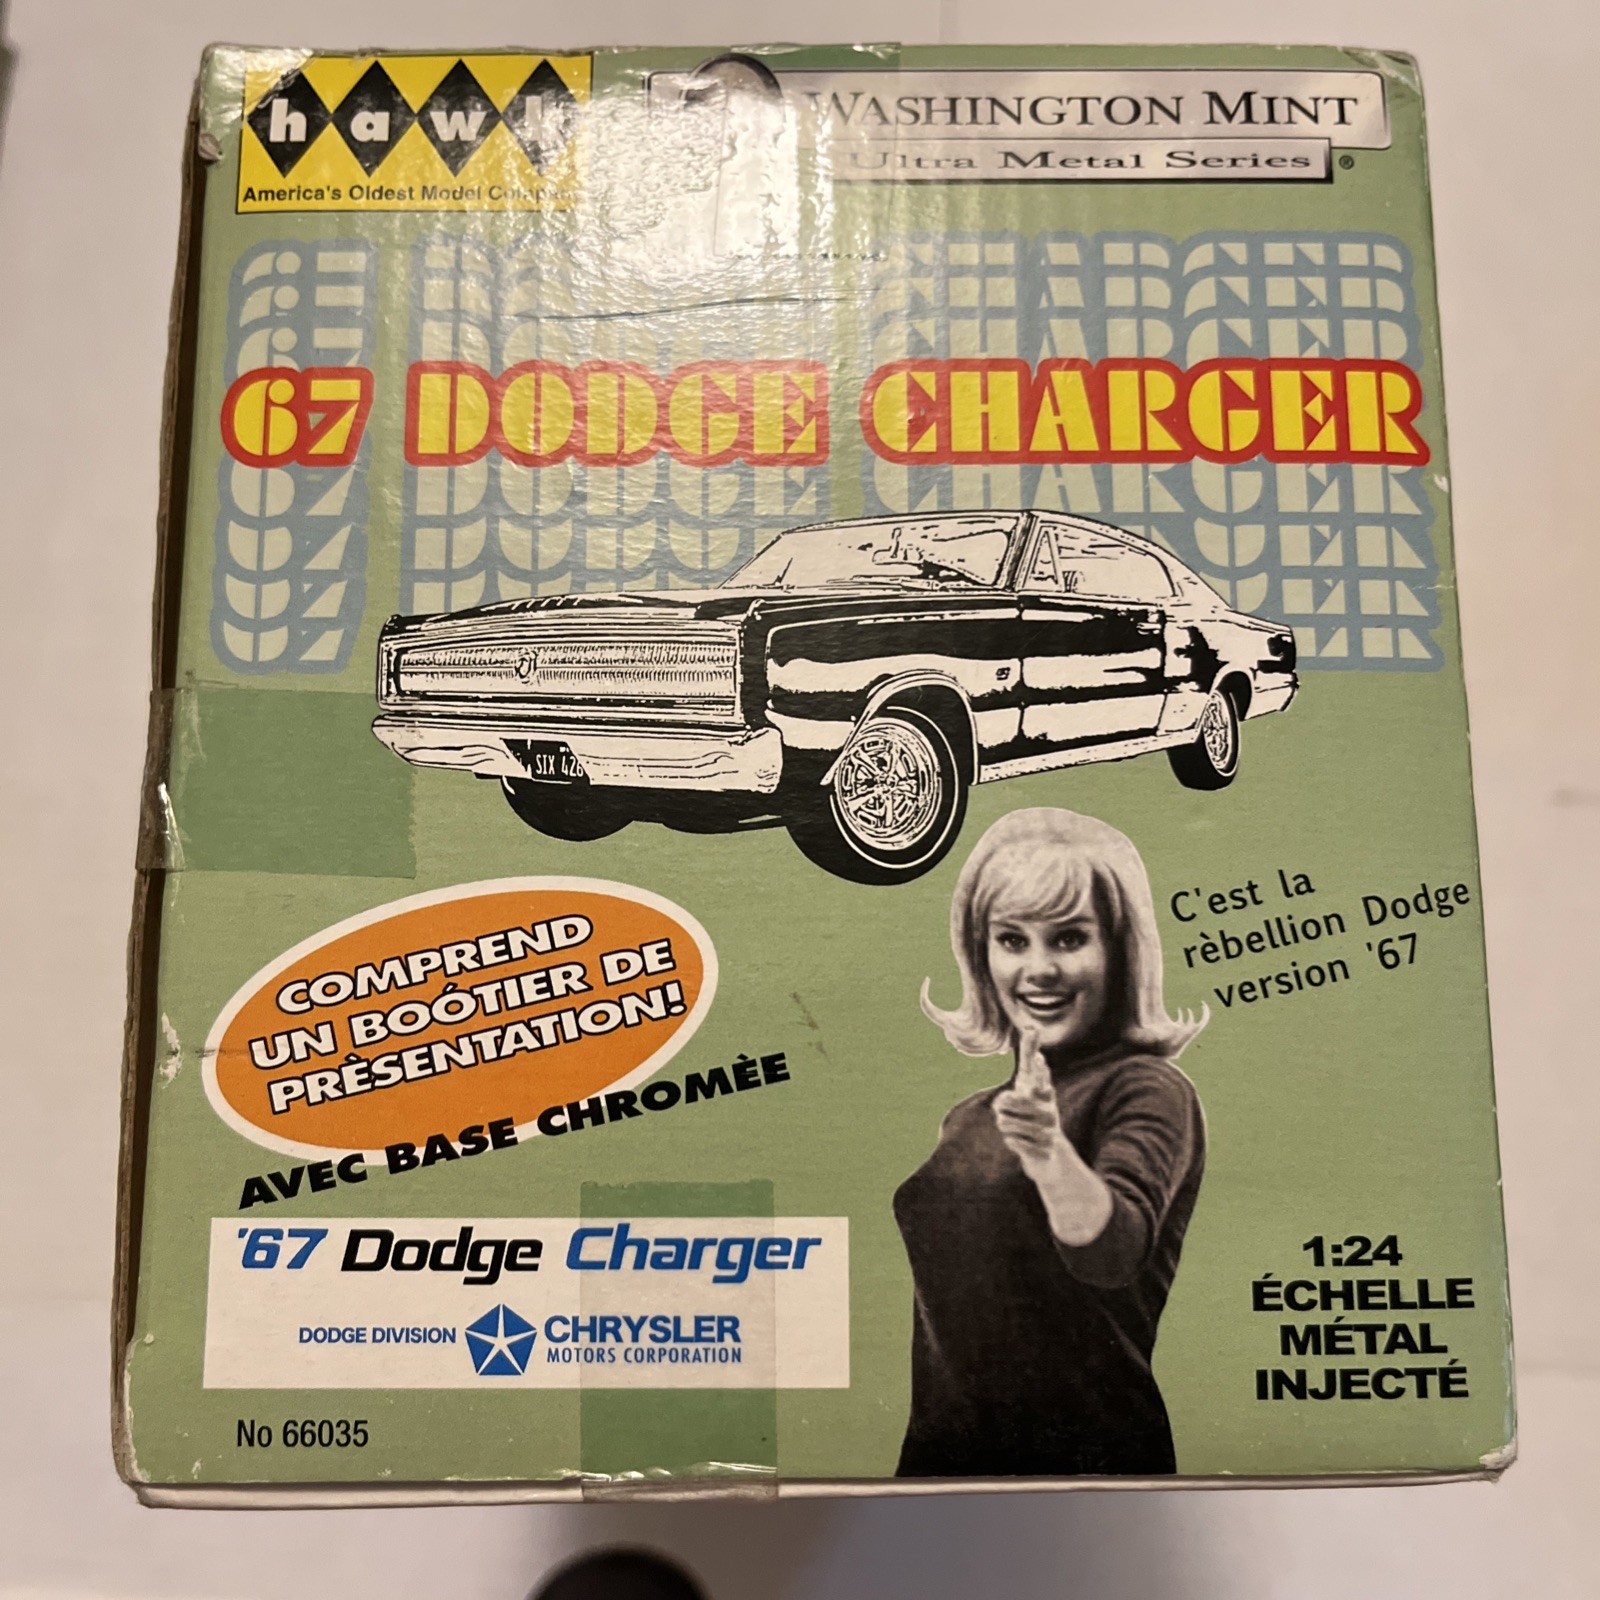 hawk
America's Oldest Model Company
WASHINGTON MINT
Ultra Metal Series ®
67 DODGE CHARGER
SIX 426
C'est la
rèbellion Dodge
version '67
COMPREND
UN BOÓTIER DE
PRÈSENTATION!
AVEC BASE CHROMÈE
'67 Dodge Charger
DODGE DIVISION CHRYSLER
MOTORS CORPORATION
1:24
ÉCHELLE
MÉTAL
INJECTÉ
No 66035